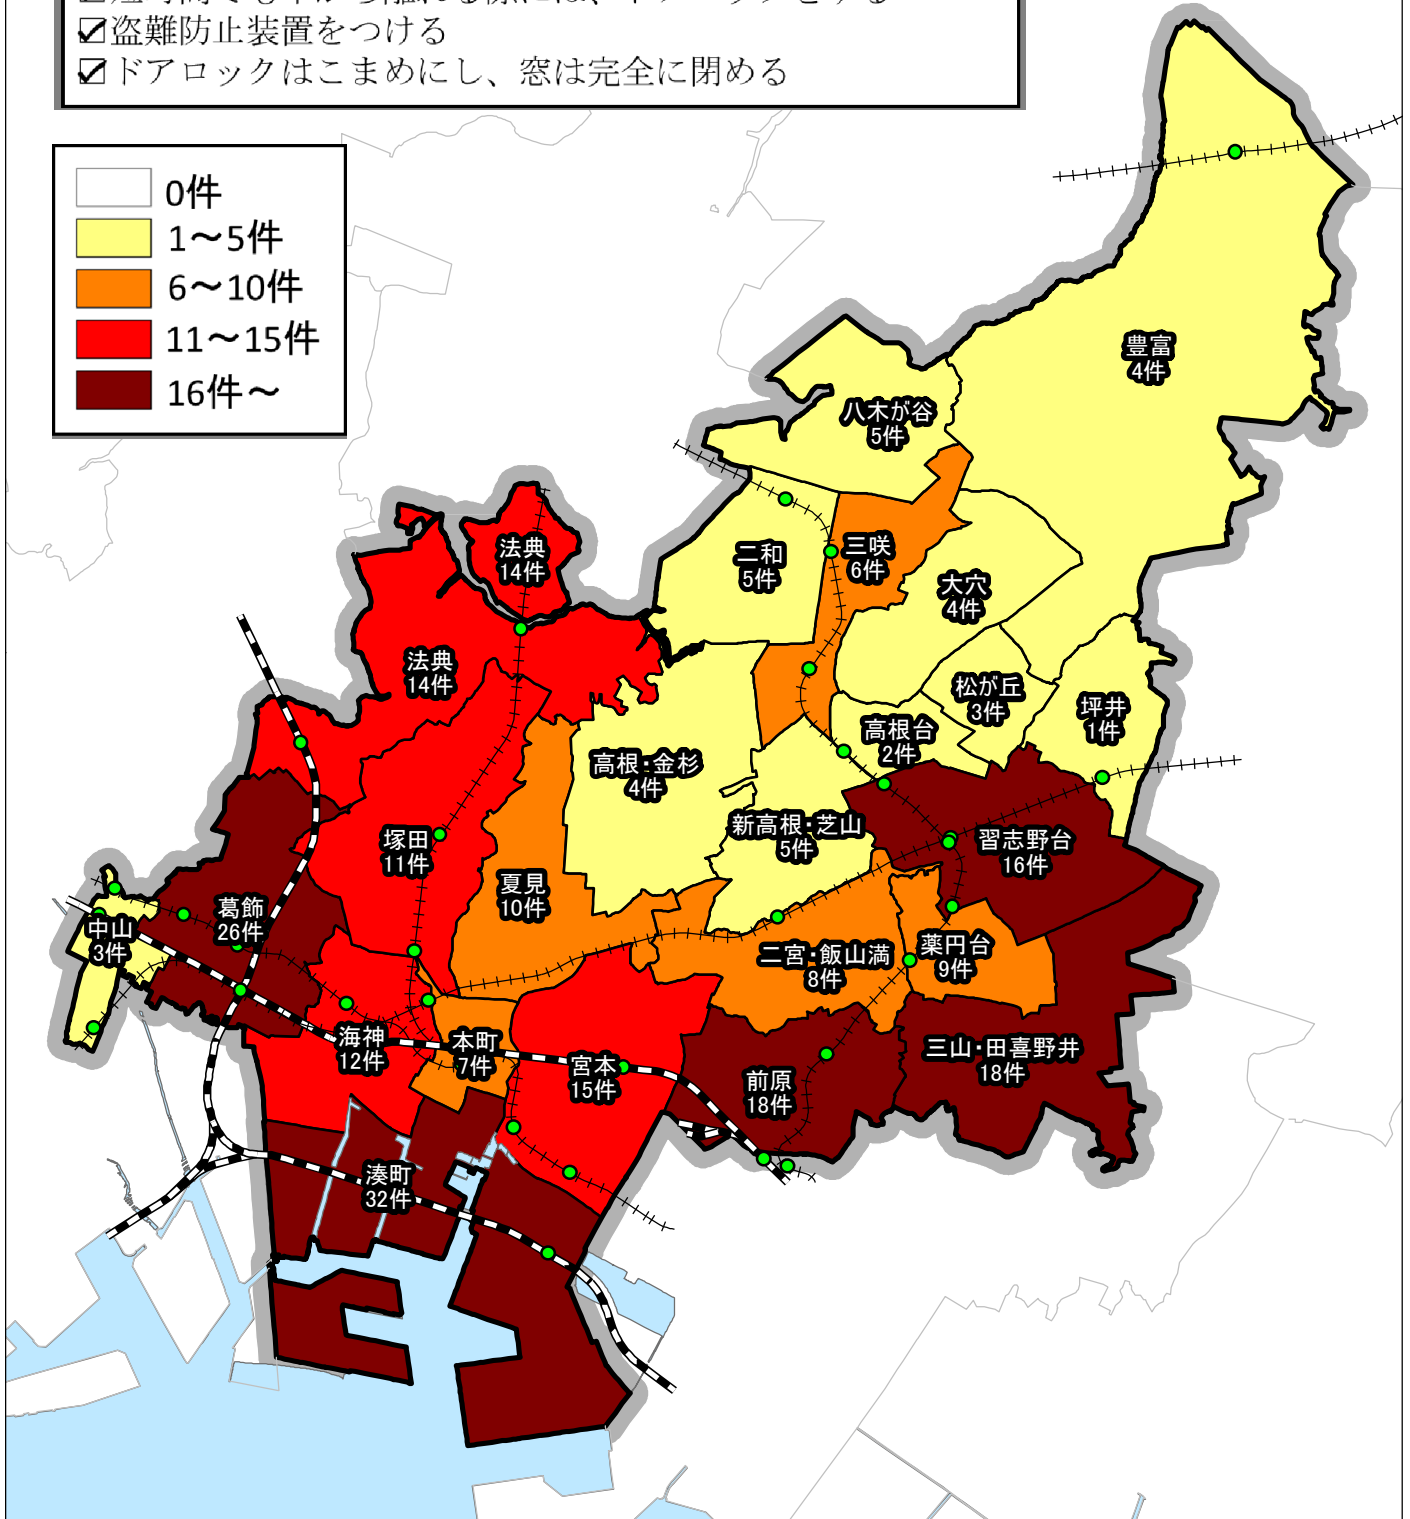 ☑盗難防止装置をつける
☑ドアロックはこまめにし、窓は完全に閉める
0件
1～5件
6～10件
11～15件
16件～
豊富
4件
八木が谷
5件
法典
14件
二和
5件
三咲
6件
大穴
4件
法典
14件
松が丘
3件
坪井
1件
高根台
2件
高根・金杉
4件
新高根・芝山
5件
習志野台
16件
塚田
11件
夏見
10件
葛飾
26件
中山
3件
二宮・飯山満
8件
薬円台
9件
海神
12件
本町
7件
宮本
15件
前原
18件
三山・田喜野井
18件
湊町
32件